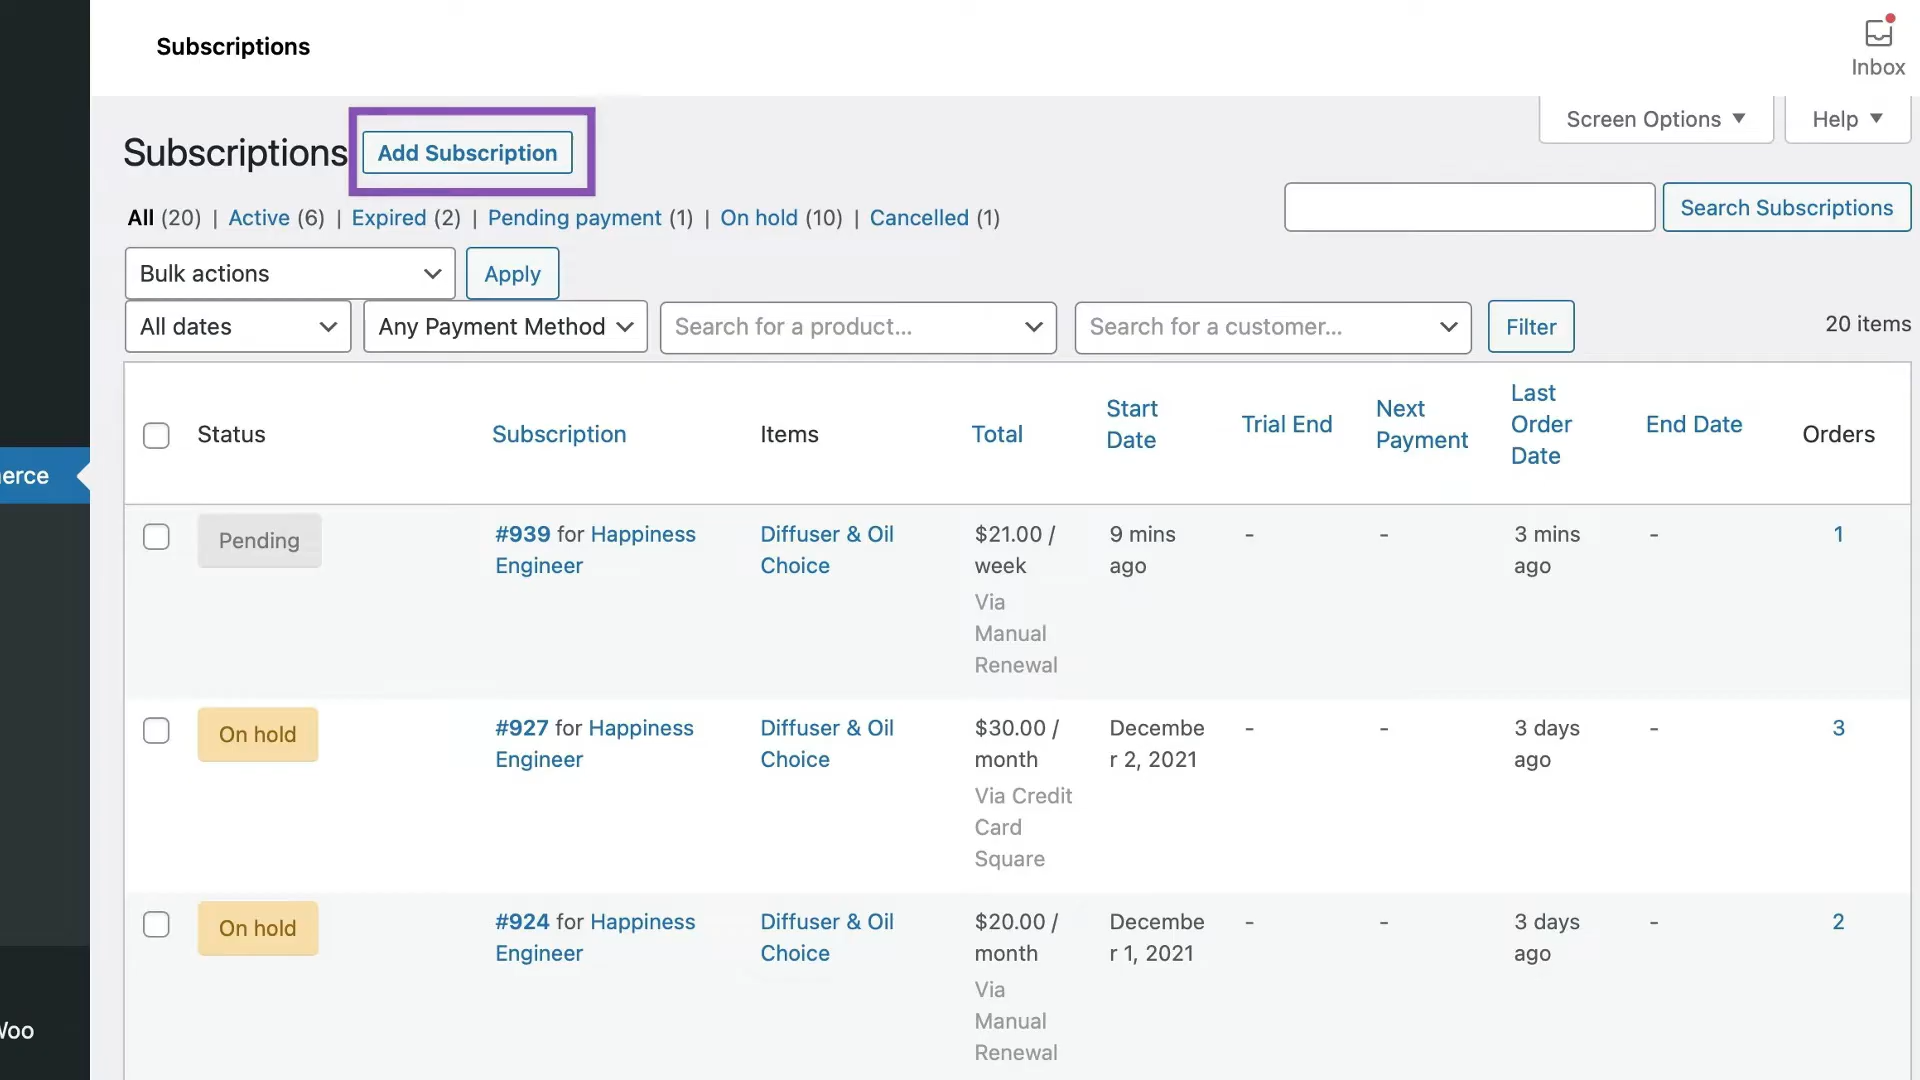 Subscriptions
Inbox
Screen Options ▼
Help ▼
Subscriptions
Add Subscription
All (20) | Active (6) | Expired (2) | Pending payment (1) | On hold (10) | Cancelled (1)
Search Subscriptions
Bulk actions
Apply
All dates
Any Payment Method
Search for a product...
Search for a customer...
Filter
20 items
Status
Subscription
Items
Total
Start
Date
Trial End
Next
Payment
Last
Order
Date
End Date
Orders
erce
Pending
#939 for Happiness
Engineer
Diffuser & Oil
Choice
$21.00 /
week
Via
Manual
Renewal
9 mins
ago
-
-
3 mins
ago
-
1
On hold
#927 for Happiness
Engineer
Diffuser & Oil
Choice
$30.00 /
month
Via Credit
Card
Square
Decembe
r 2, 2021
-
-
3 days
ago
-
3
On hold
#924 for Happiness
Engineer
Diffuser & Oil
Choice
$20.00 /
month
Via
Manual
Renewal
Decembe
r 1, 2021
-
-
3 days
ago
-
2
Woo